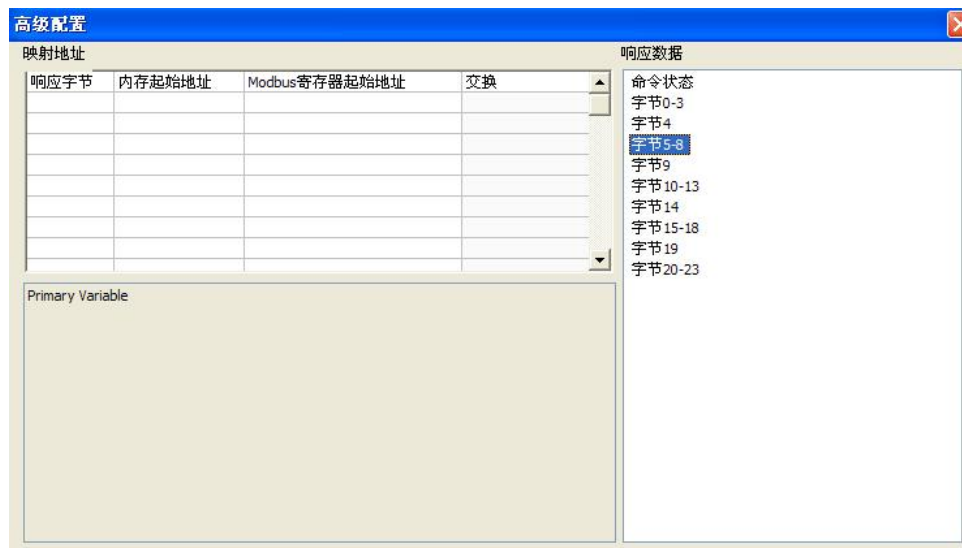 高级配置
映射地址
响应字节 内存起始地址 Modbus寄存器起始地址 交换
Primary Variable
响应数据
命令状态
字节0-3
字节4
字节5-8
字节9
字节10-13
字节14
字节15-18
字节19
字节20-23